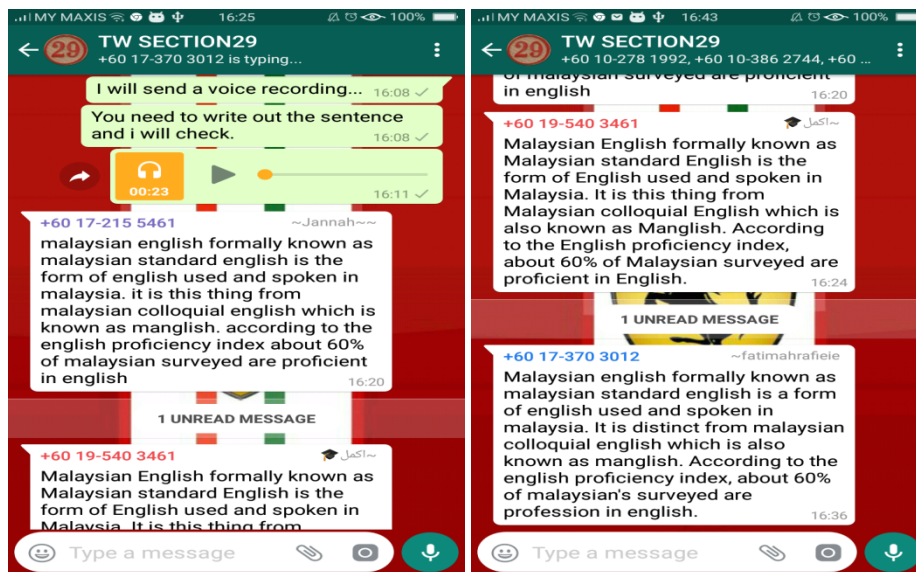 MY MAXIS 16:25 100%
29 TW SECTION29
+60 17-370 3012 is typing...
I will send a voice recording... 16:08
You need to write out the sentence
and i will check. 16:08
00:23 16:11
+60 17-215 5461 ~Jannah~~
malaysian english formally known as
malaysian standard english is the
form of english used and spoken in
malaysia. it is this thing from
malaysian colloquial english which is
known as manglish. according to the
english proficiency index about 60%
of malaysian surveyed are proficient
in english 16:20
1 UNREAD MESSAGE
+60 19-540 3461 ~اكمل
Malaysian English formally known as
Malaysian standard English is the
form of English used and spoken in
Malaysia. It is this thing from
Type a message
MY MAXIS 16:43 100%
29 TW SECTION29
+60 10-278 1992, +60 10-386 2744, +60 ...
of malaysian surveyed are proficient
in english 16:20
+60 19-540 3461 ~اكمل
Malaysian English formally known as
Malaysian standard English is the
form of English used and spoken in
Malaysia. It is this thing from
Malaysian colloquial English which is
also known as Manglish. According
to the English proficiency index,
about 60% of Malaysian surveyed are
proficient in English. 16:24
1 UNREAD MESSAGE
+60 17-370 3012 ~fatimahrafieie
Malaysian english formally known as
malaysian standard english is a form
of english used and spoken in
malaysia. It is distinct from malaysian
colloquial english which is also
known as manglish. According to the
english proficiency index, about 60%
of malaysian's surveyed are
profession in english. 16:36
Type a message